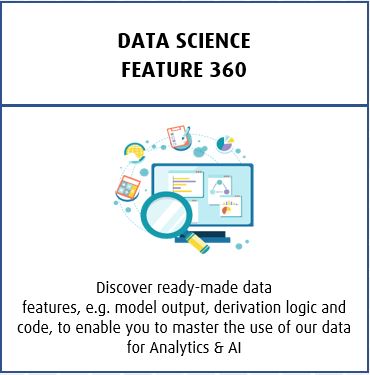 DATA SCIENCE
FEATURE 360
Discover ready-made data
features, e.g. model output, derivation logic and
code, to enable you to master the use of our data
for Analytics & AI